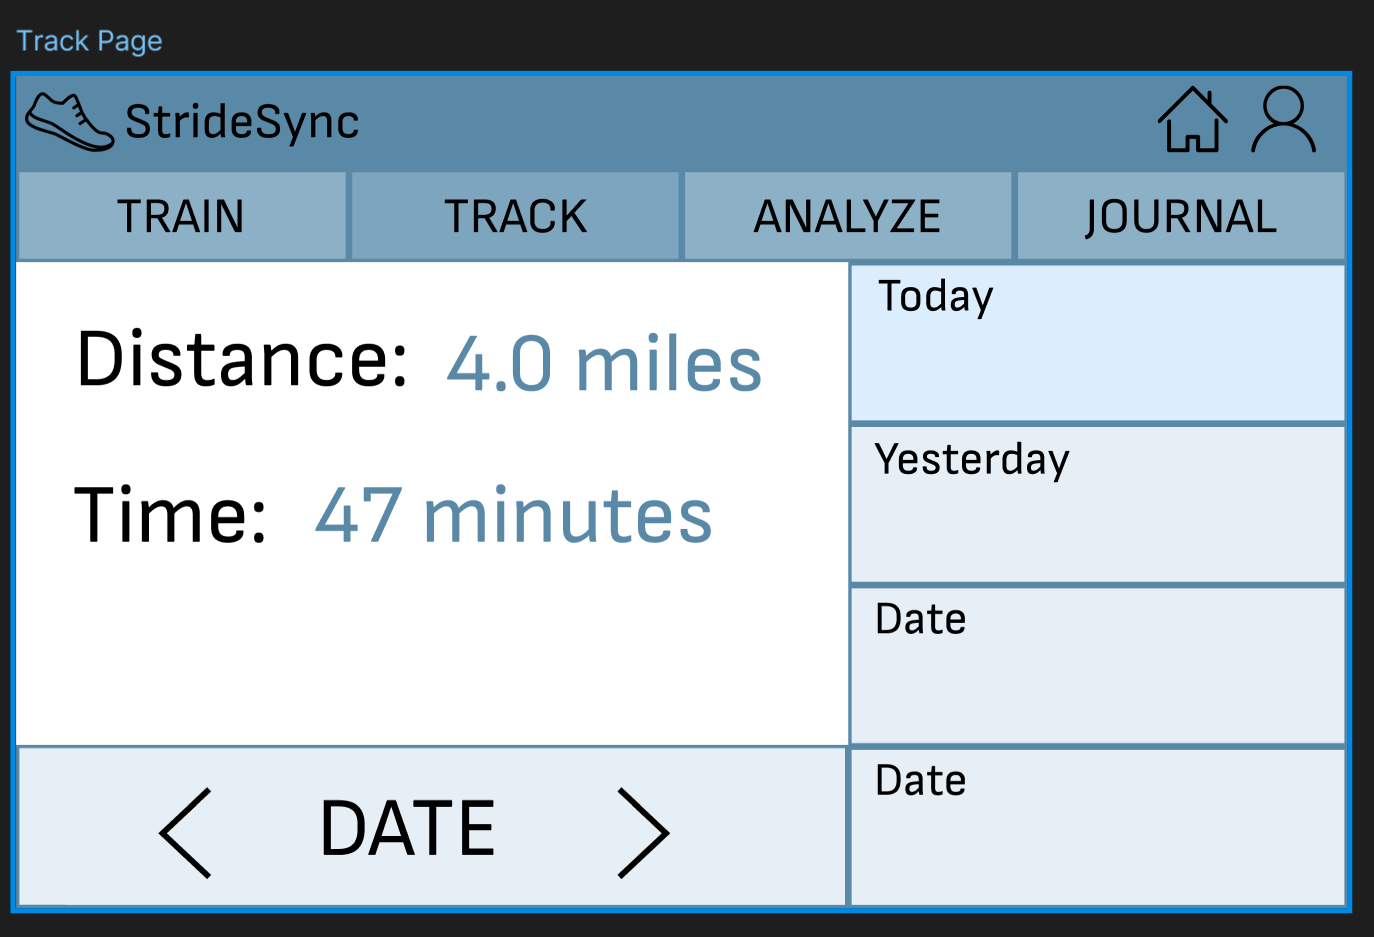 Track Page
StrideSync
TRAIN TRACK ANALYZE JOURNAL
Distance: 4.0 miles
Time: 47 minutes
DATE
Today
Yesterday
Date
Date